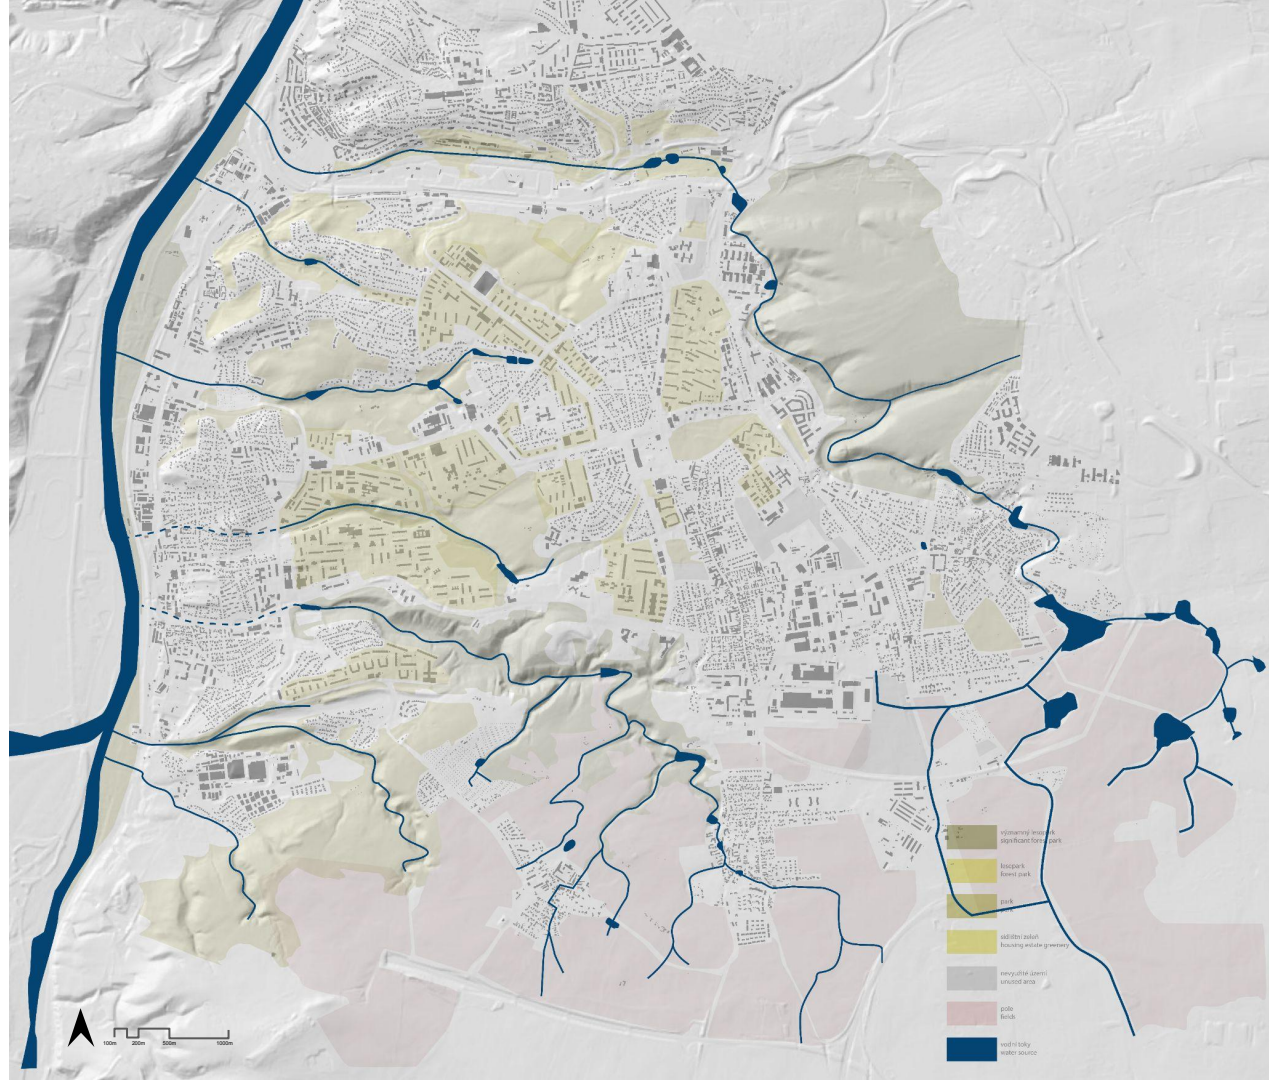 významný lesopark
significant forest park
lesopark
forest park
park
park
sídlištní zeleň
housing estate greenery
nevyužité území
unused area
pole
fields
vodní toky
water source
100m 200m 500m 1000m